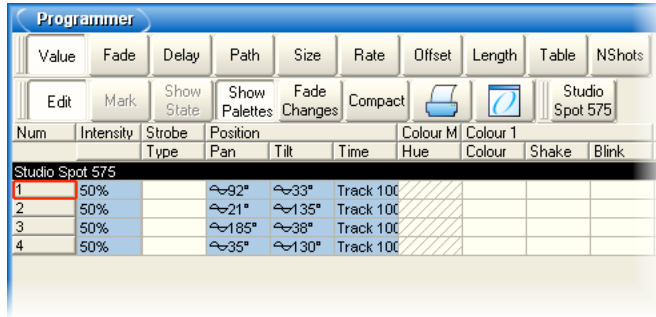 Programmer
Value Fade Delay Path Size Rate Offset Length Table NShots
Edit Mark Show State Show Palettes Fade Changes Compact Studio Spot 575
Num Intensity Strobe Position Colour M Colour 1
Type Pan Tilt Time Hue Colour Shake Blink
Studio Spot 575
1 50% 92° 33° Track 100
2 50% 21° 135° Track 100
3 50% 185° 38° Track 100
4 50% 35° 130° Track 100